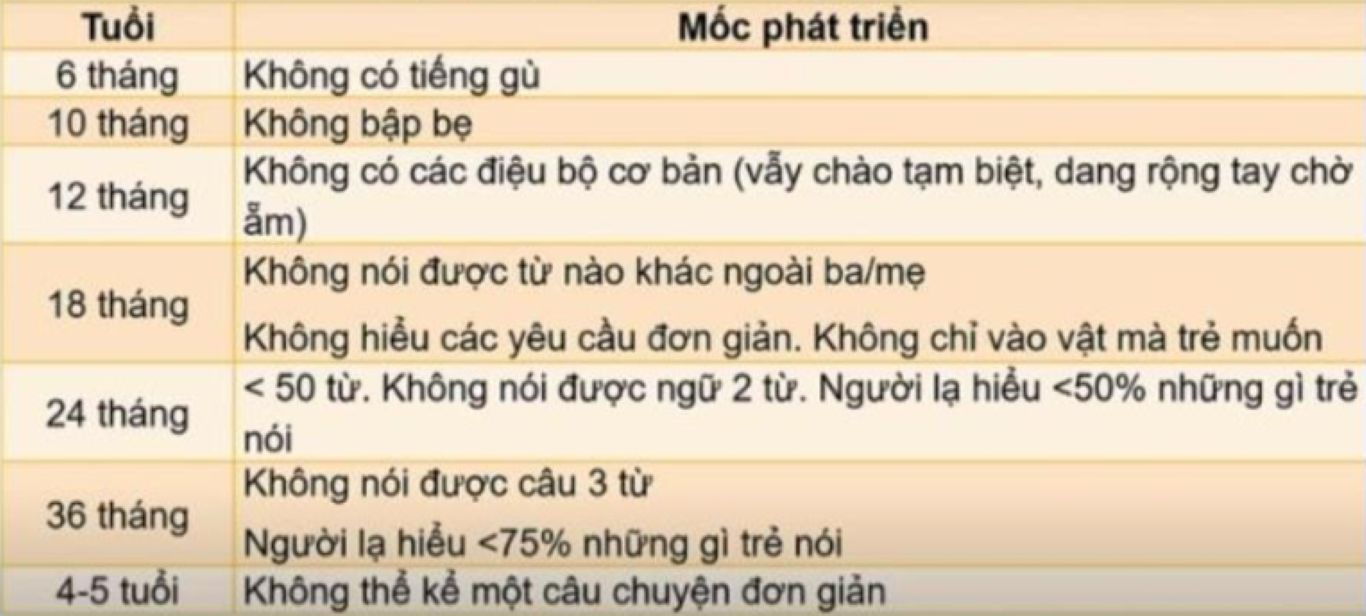 Tuổi Mốc phát triển
6 tháng Không có tiếng gù
10 tháng Không bập bẹ
12 tháng Không có các điệu bộ cơ bản (vẫy chào tạm biệt, dang rộng tay chờ
ẵm)
18 tháng Không nói được từ nào khác ngoài ba/mẹ
Không hiểu các yêu cầu đơn giản. Không chỉ vào vật mà trẻ muốn
24 tháng < 50 từ. Không nói được ngữ 2 từ. Người lạ hiểu <50% những gì trẻ
nói
36 tháng Không nói được câu 3 từ
Người lạ hiểu <75% những gì trẻ nói
4-5 tuổi Không thể kể một câu chuyện đơn giản